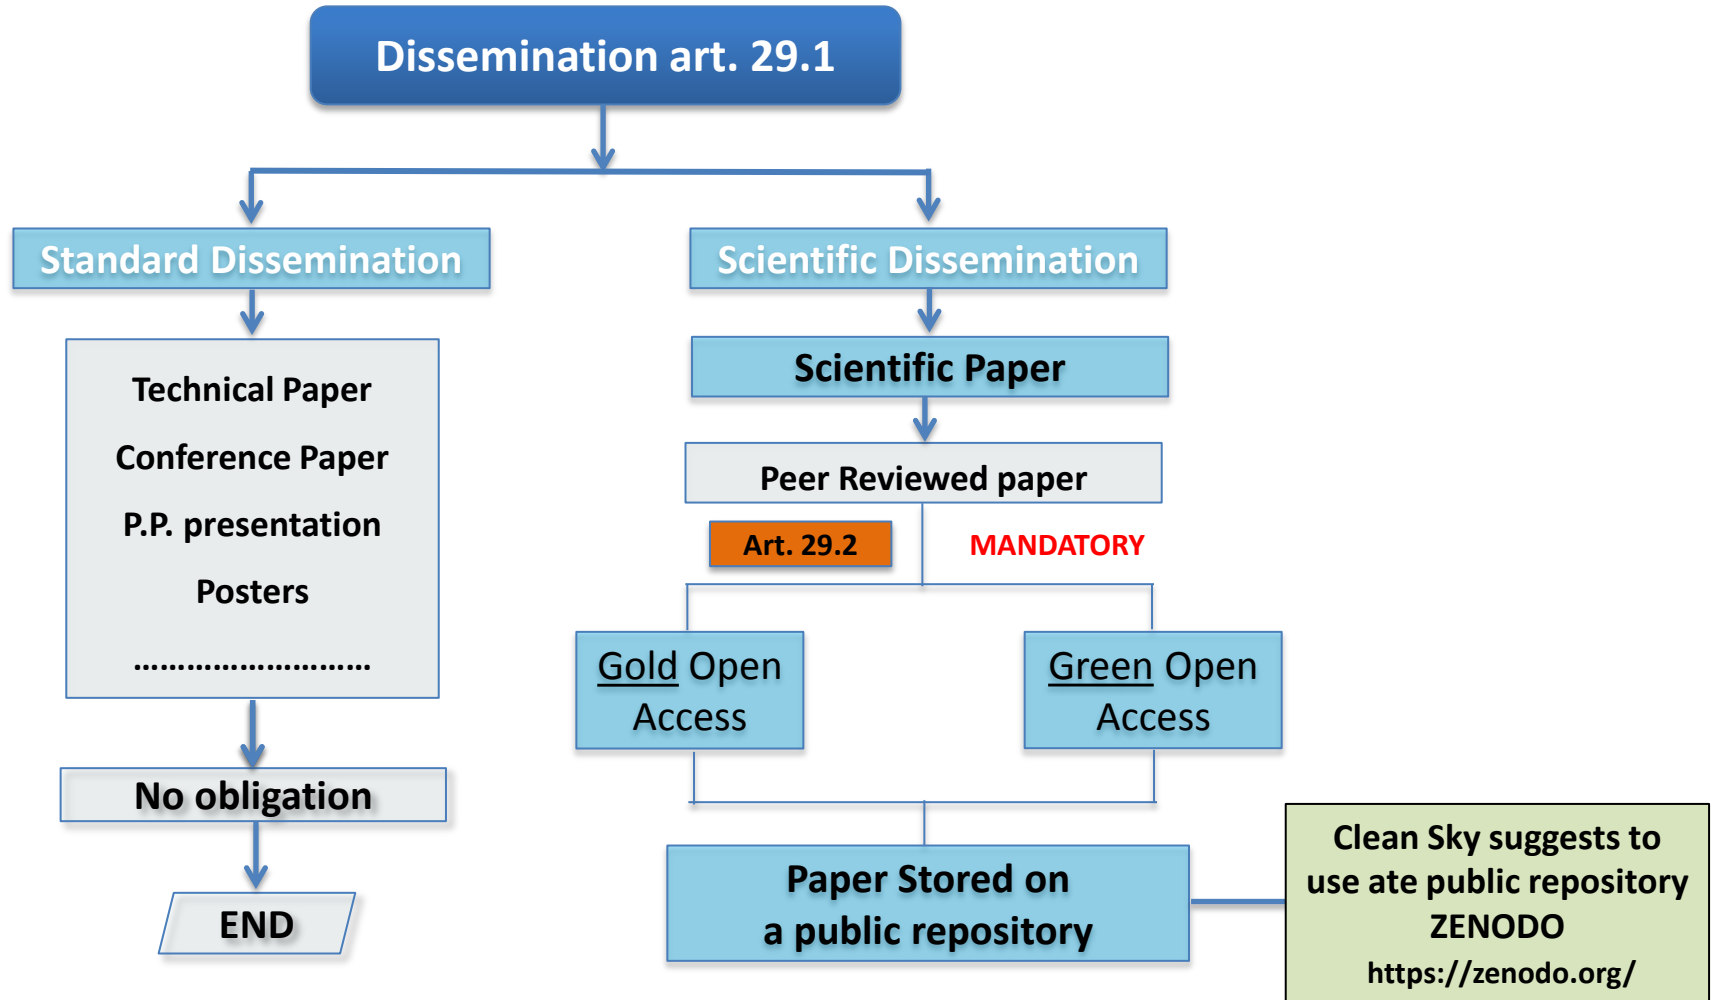 Dissemination art. 29.1
Standard Dissemination
Technical Paper
Conference Paper
P.P. presentation
Posters
...........................
No obligation
END
Scientific Dissemination
Scientific Paper
Peer Reviewed paper
Art. 29.2
MANDATORY
Gold Open
Access
Green Open
Access
Paper Stored on
a public repository
Clean Sky suggests to
use ate public repository
ZENODO
https://zenodo.org/